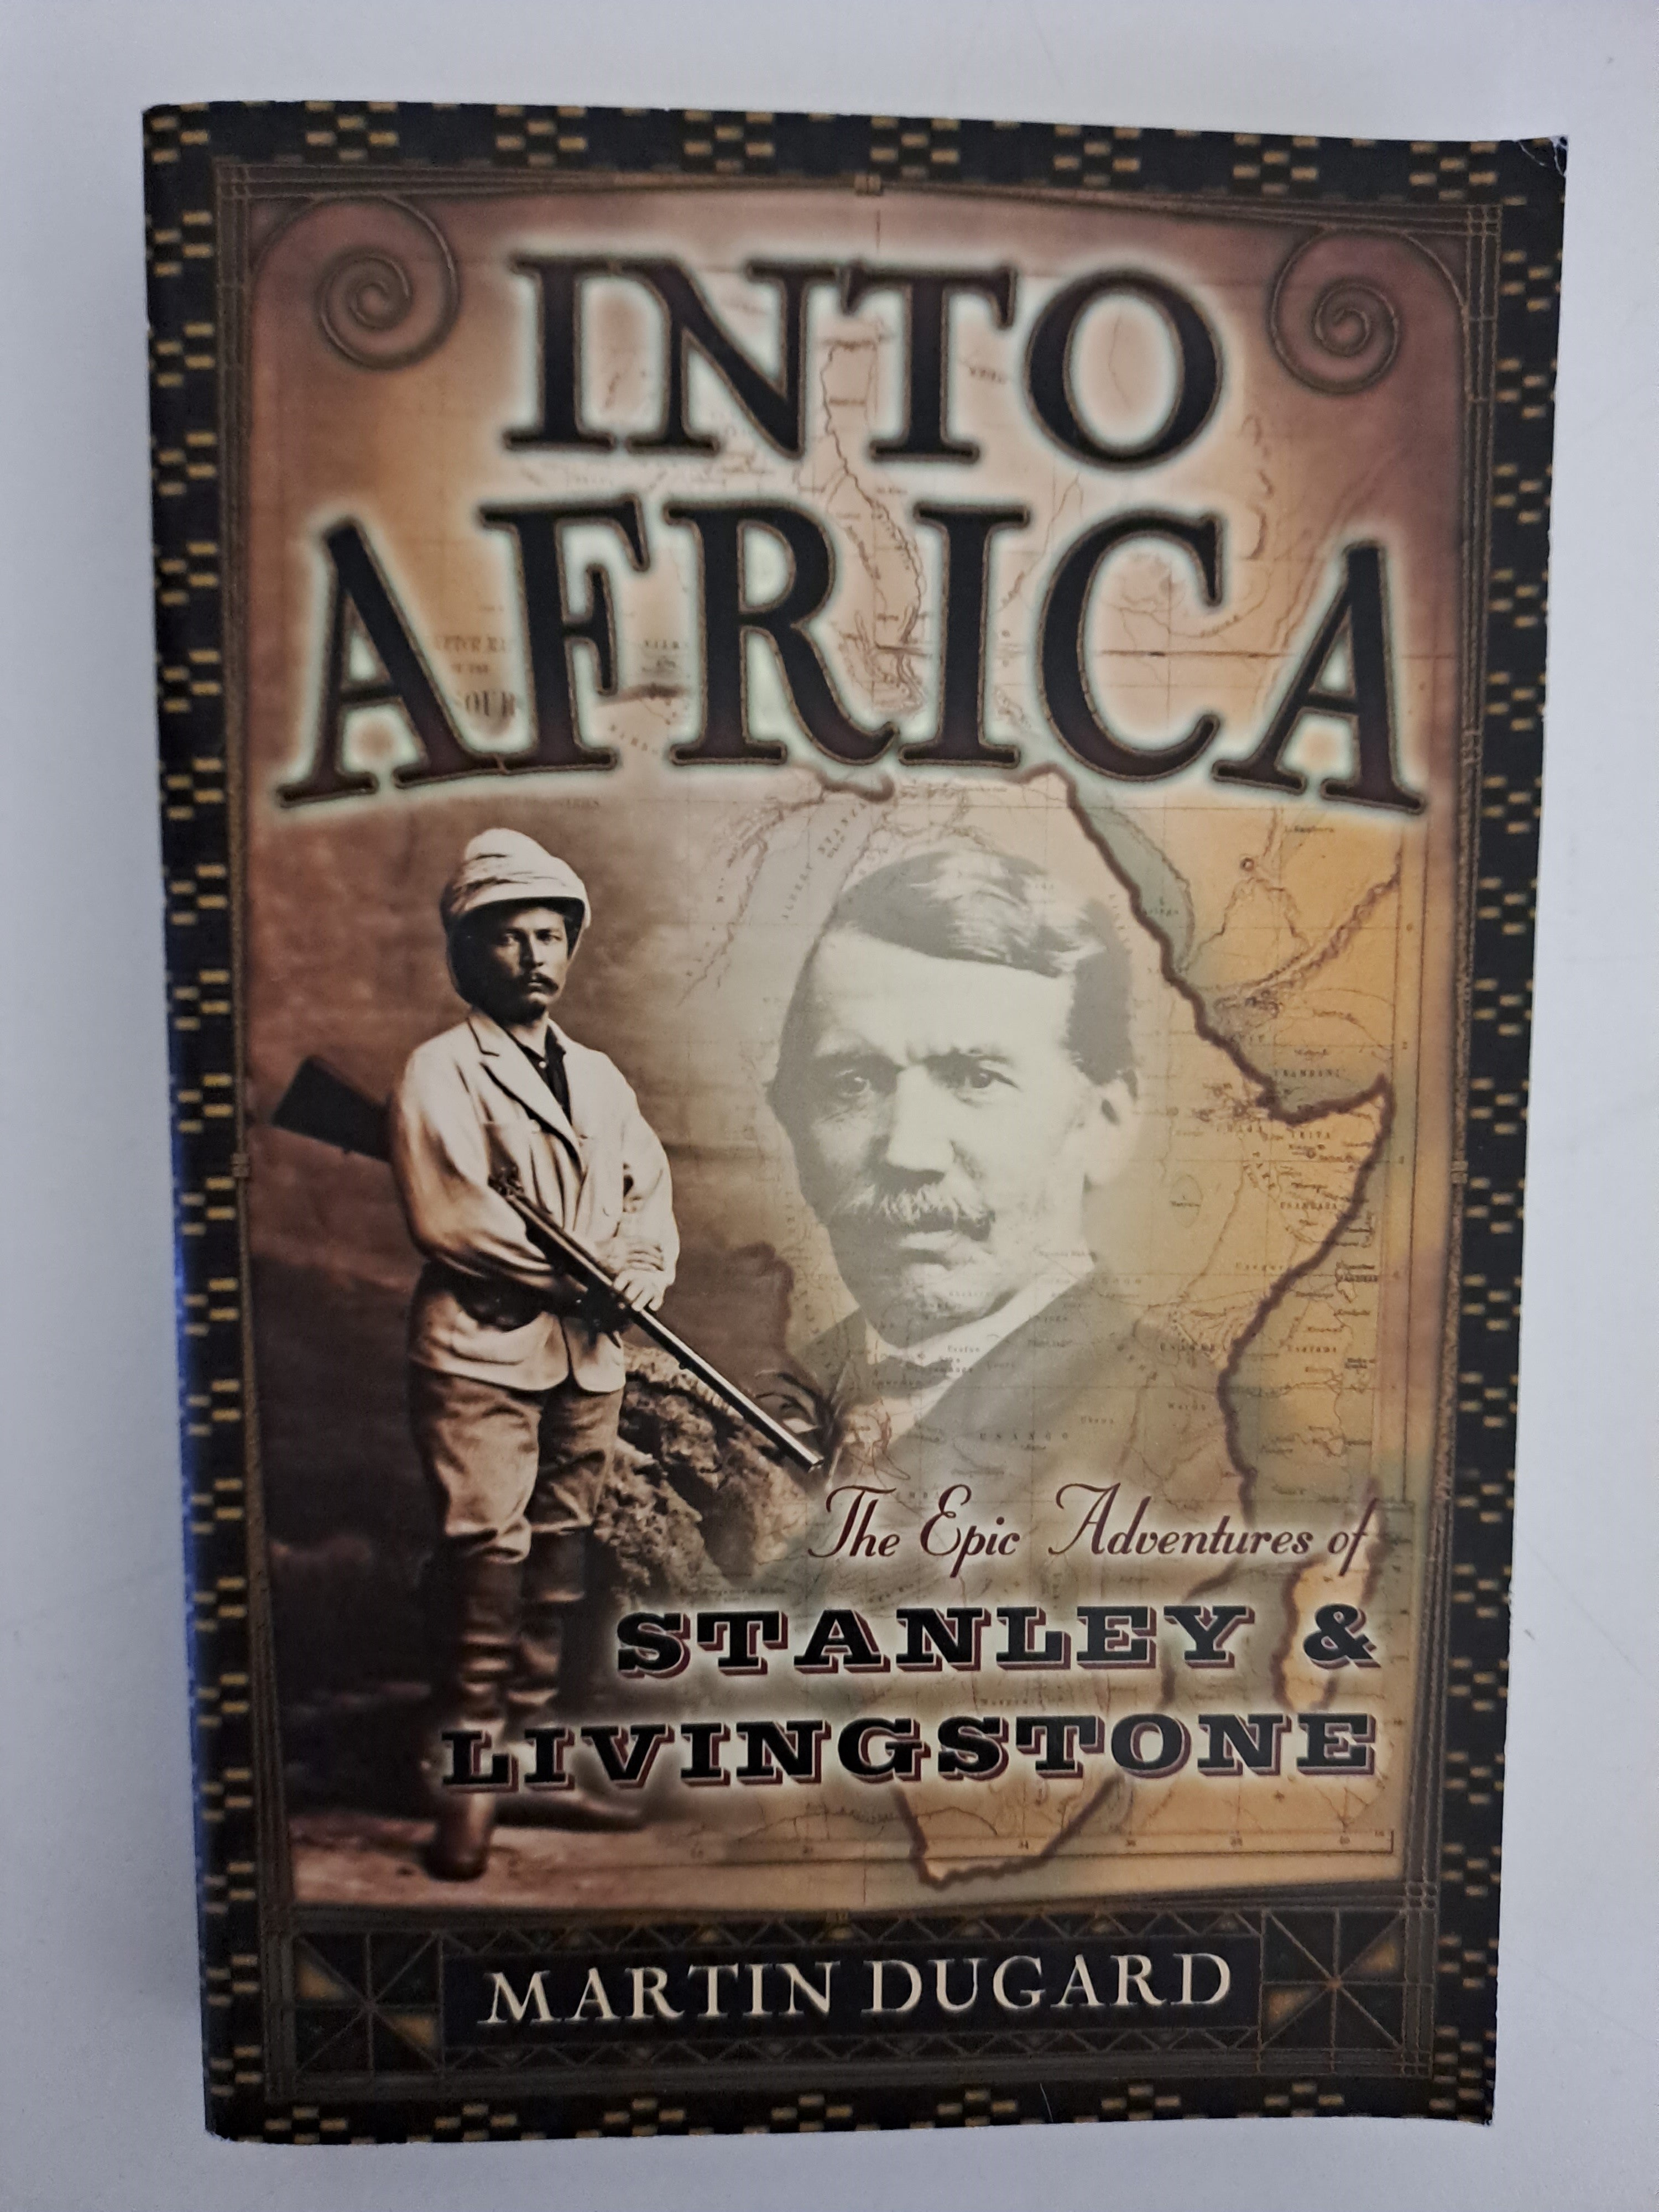 INTO
AFRICA
The Epic Adventures of
STANLEY &
LIVINGSTONE
MARTIN DUGARD